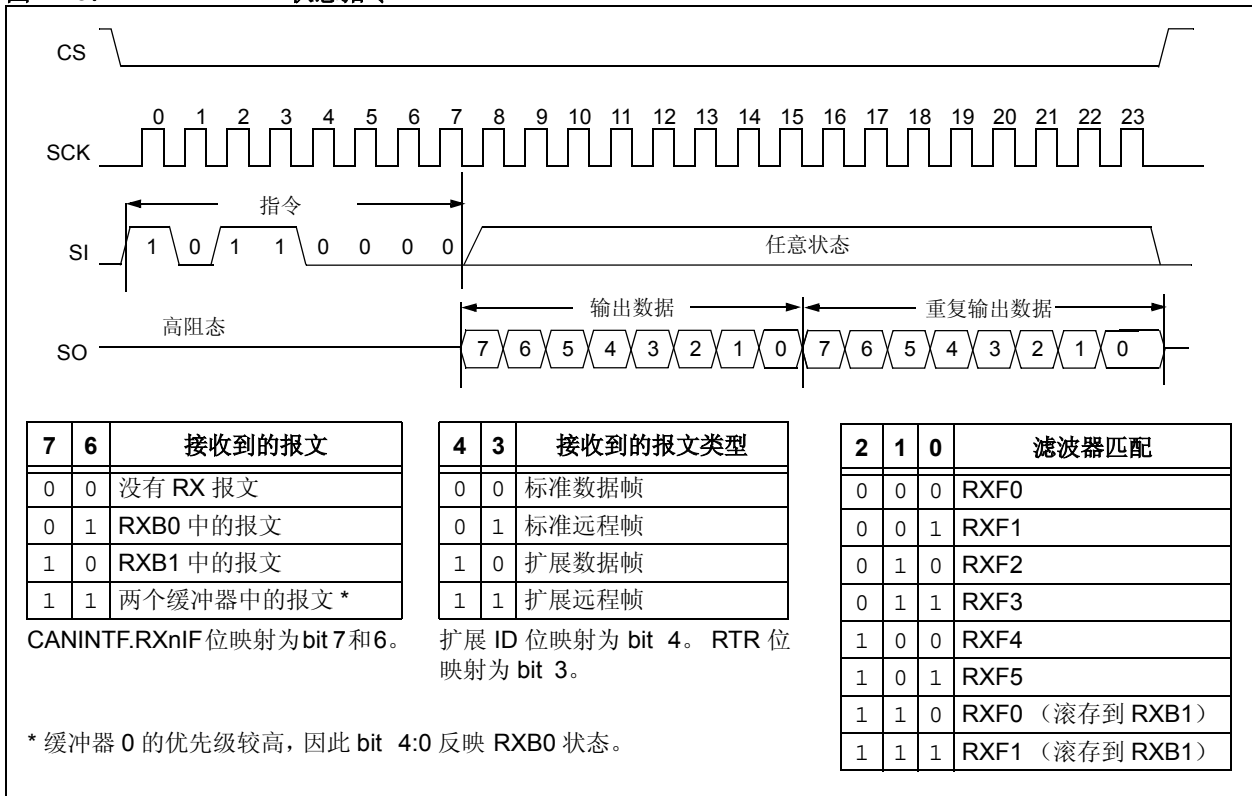 CS
0 1 2 3 4 5 6 7 8 9 10 11 12 13 14 15 16 17 18 19 20 21 22 23
SCK
指令
SI 1 0 1 1 0 0 0 0 任意状态
输出数据 重复输出数据
高阻态
SO 7 6 5 4 3 2 1 0 7 6 5 4 3 2 1 0
7 6 接收到的报文
0 0 没有 RX 报文
0 1 RXB0 中的报文
1 0 RXB1 中的报文
1 1 两个缓冲器中的报文 *
CANINTF.RXnIF位映射为bit 7和6。
4 3 接收到的报文类型
0 0 标准数据帧
0 1 标准远程帧
1 0 扩展数据帧
1 1 扩展远程帧
扩展 ID 位映射为 bit 4。 RTR 位
映射为 bit 3。
2 1 0 滤波器匹配
0 0 0 RXF0
0 0 1 RXF1
0 1 0 RXF2
0 1 1 RXF3
1 0 0 RXF4
1 0 1 RXF5
1 1 0 RXF0 （滚存到 RXB1）
1 1 1 RXF1 （滚存到 RXB1）
* 缓冲器 0 的优先级较高，因此 bit 4:0 反映 RXB0 状态。